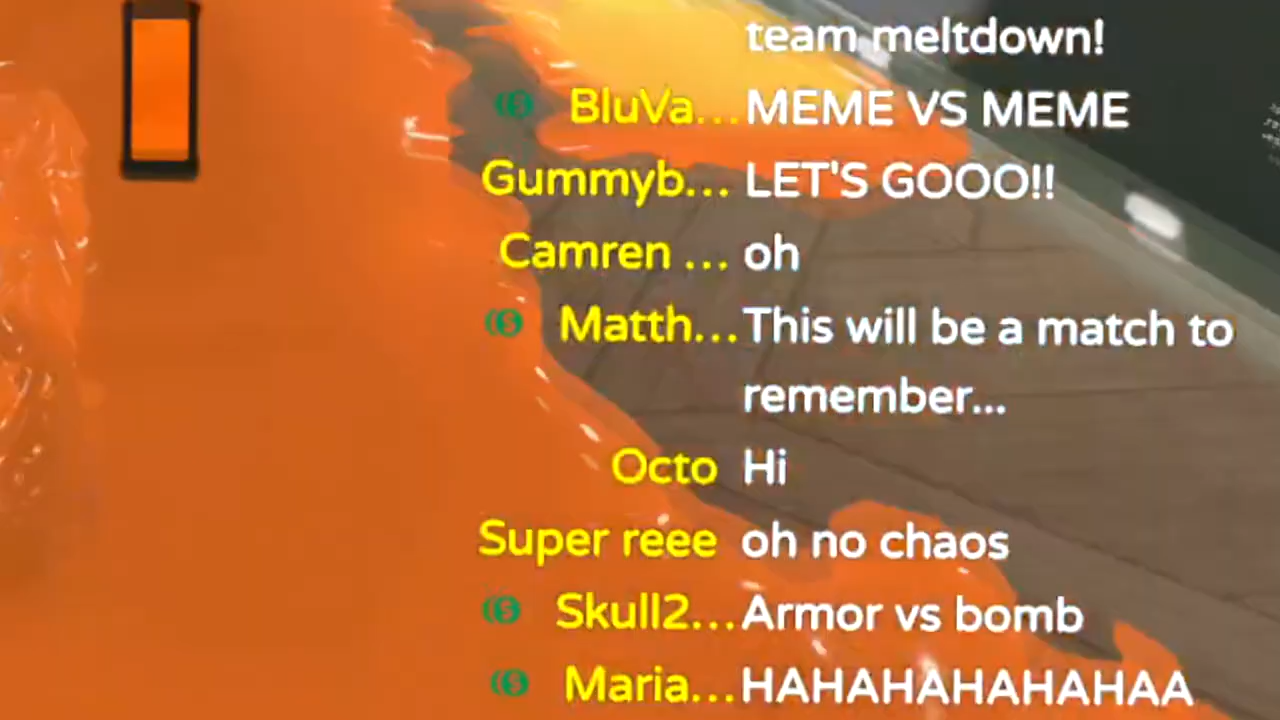 team meltdown!
BluVa... MEME VS MEME
Gummyb... LET'S GOOO!!
Camren ... oh
Matth... This will be a match to
remember...
Octo Hi
Super reee oh no chaos
Skull2... Armor vs bomb
Maria... HAHAHAHAHAHAA